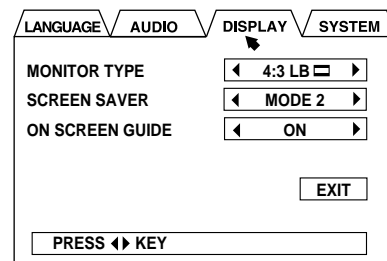 LANGUAGE AUDIO DISPLAY SYSTEM
MONITOR TYPE ◀ 4:3 LB ▶
SCREEN SAVER ◀ MODE 2 ▶
ON SCREEN GUIDE ◀ ON ▶
EXIT
PRESS ◀▶ KEY